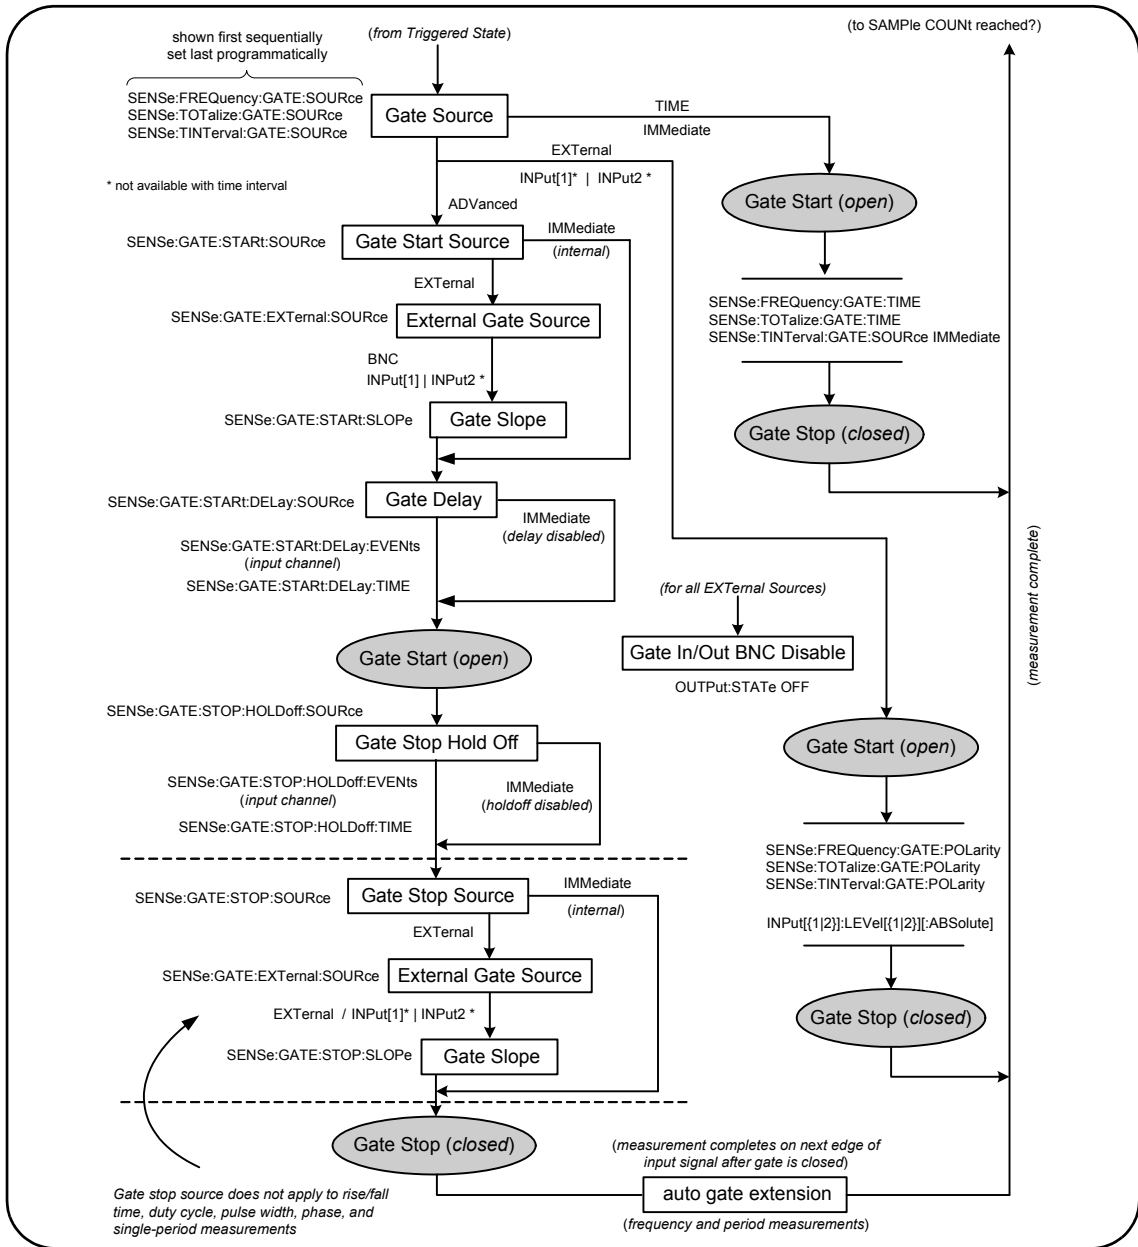 shown first sequentially
set last programmatically
(from Triggered State)
(to SAMPle COUNt reached?)
SENSe:FREQuency:GATE:SOURce
SENSe:TOTalize:GATE:SOURce
SENSe:TINTerval:GATE:SOURce
Gate Source
TIME
IMMediate
EXTernal
INPut[1]* | INPut2 *
* not available with time interval
ADVanced
Gate Start (open)
SENSe:GATE:STARt:SOURce
Gate Start Source
IMMediate
(internal)
EXTernal
SENSe:GATE:EXTernal:SOURce
External Gate Source
SENSe:FREQuency:GATE:TIME
SENSe:TOTalize:GATE:TIME
SENSe:TINTerval:GATE:SOURce IMMediate
BNC
INPut[1] | INPut2 *
SENSe:GATE:STARt:SLOPe
Gate Slope
Gate Stop (closed)
SENSe:GATE:STARt:DELay:SOURce
Gate Delay
IMMediate
(delay disabled)
SENSe:GATE:STARt:DELay:EVENts
(input channel)
SENSe:GATE:STARt:DELay:TIME
(measurement complete)
(for all EXTernal Sources)
Gate In/Out BNC Disable
OUTPut:STATe OFF
Gate Start (open)
SENSe:GATE:STOP:HOLDoff:SOURce
Gate Stop Hold Off
Gate Start (open)
SENSe:GATE:STOP:HOLDoff:EVENts
(input channel)
IMMediate
(holdoff disabled)
SENSe:GATE:STOP:HOLDoff:TIME
SENSe:FREQuency:GATE:POLarity
SENSe:TOTalize:GATE:POLarity
SENSe:TINTerval:GATE:POLarity
INPut[{1|2}]:LEVel[{1|2}][:ABSolute]
SENSe:GATE:STOP:SOURce
Gate Stop Source
IMMediate
(internal)
EXTernal
SENSe:GATE:EXTernal:SOURce
External Gate Source
EXTernal / INPut[1]* | INPut2 *
Gate Stop (closed)
SENSe:GATE:STOP:SLOPe
Gate Slope
Gate Stop (closed)
(measurement completes on next edge of
input signal after gate is closed)
auto gate extension
(frequency and period measurements)
Gate stop source does not apply to rise/fall
time, duty cycle, pulse width, phase, and
single-period measurements